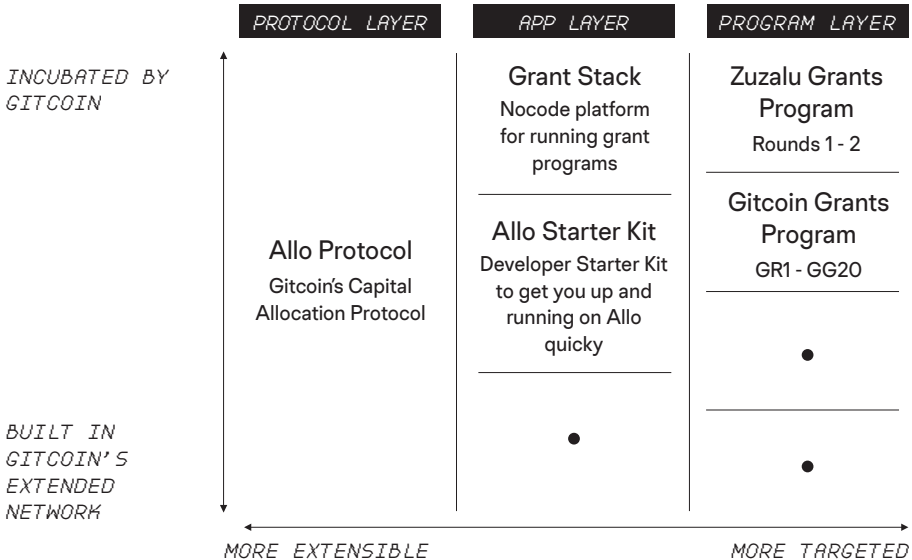 PROTOCOL LAYER
APP LAYER
PROGRAM LAYER
INCUBATED BY
GITCOIN
Allo Protocol
Gitcoin's Capital
Allocation Protocol
Grant Stack
Nocode platform
for running grant
programs
Allo Starter Kit
Developer Starter Kit
to get you up and
running on Allo
quicky
Zuzalu Grants
Program
Rounds 1 - 2
Gitcoin Grants
Program
GR1 - GG20
BUILT IN
GITCOIN'S
EXTENDED
NETWORK
MORE EXTENSIBLE
MORE TARGETED